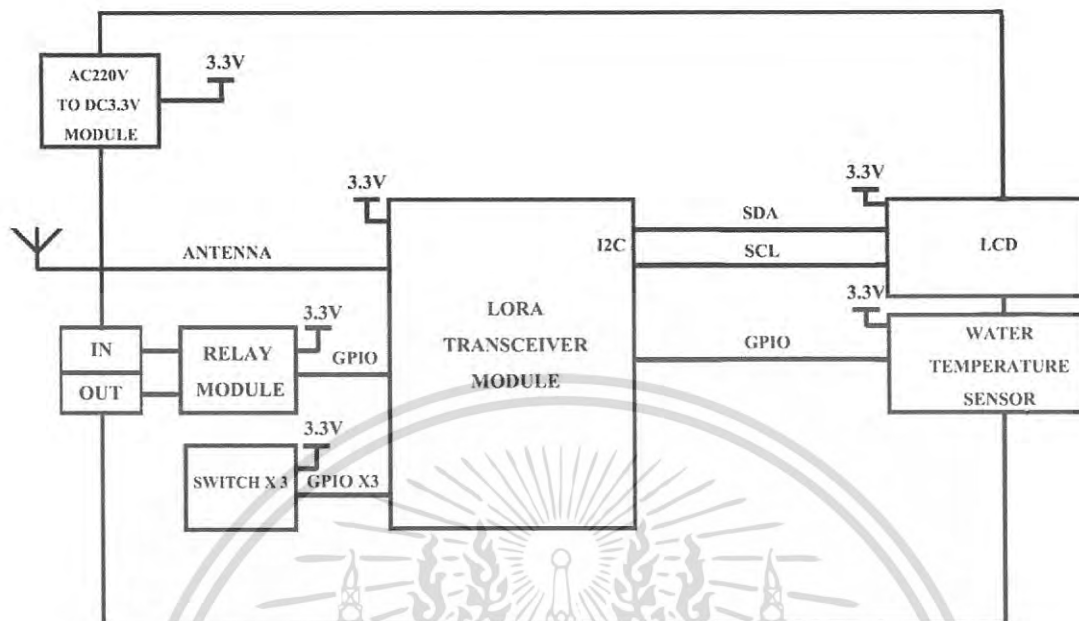 AC220V
TO DC3.3V
MODULE
3.3V
3.3V
ANTENNA
I2C
LORA
TRANSCEIVER
MODULE
SDA
SCL
3.3V
LCD
3.3V
GPIO
WATER
TEMPERATURE
SENSOR
IN
OUT
RELAY
MODULE
3.3V
GPIO
SWITCH X 3
3.3V
GPIO X3